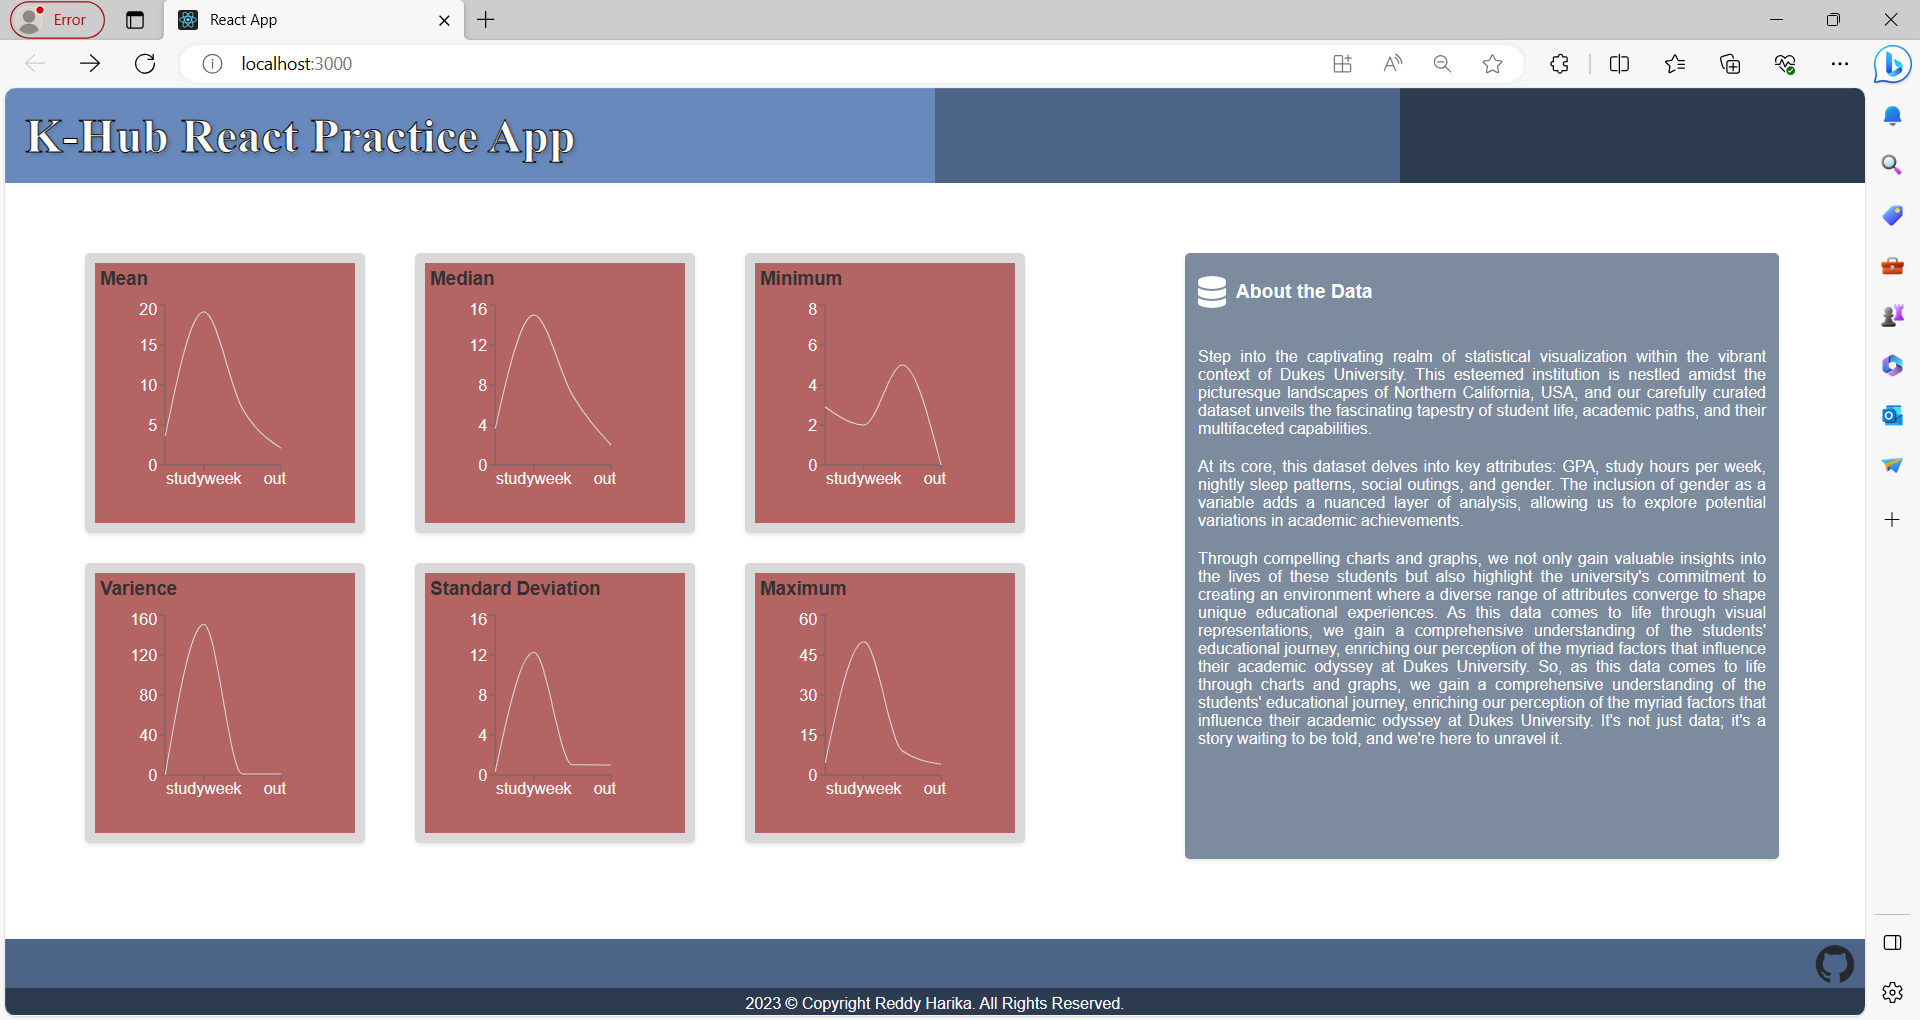 Error
React App
localhost:3000
K-Hub React Practice App
Mean
20
15
10
5
0
studyweek out
Median
16
12
8
4
0
studyweek out
Minimum
8
6
4
2
0
studyweek out
Varience
160
120
80
40
0
studyweek out
Standard Deviation
16
12
8
4
0
studyweek out
Maximum
60
45
30
15
0
studyweek out
About the Data
Step into the captivating realm of statistical visualization within the vibrant
context of Dukes University. This esteemed institution is nestled amidst the
picturesque landscapes of Northern California, USA, and our carefully curated
dataset unveils the fascinating tapestry of student life, academic paths, and their
multifaceted capabilities.
At its core, this dataset delves into key attributes: GPA, study hours per week,
nightly sleep patterns, social outings, and gender. The inclusion of gender as a
variable adds a nuanced layer of analysis, allowing us to explore potential
variations in academic achievements.
Through compelling charts and graphs, we not only gain valuable insights into
the lives of these students but also highlight the university's commitment to
creating an environment where a diverse range of attributes converge to shape
unique educational experiences. As this data comes to life through visual
representations, we gain a comprehensive understanding of the students'
educational journey, enriching our perception of the myriad factors that influence
their academic odyssey at Dukes University. So, as this data comes to life
through charts and graphs, we gain a comprehensive understanding of the
students' educational journey, enriching our perception of the myriad factors that
influence their academic odyssey at Dukes University. It's not just data; it's a
story waiting to be told, and we're here to unravel it.
2023 © Copyright Reddy Harika. All Rights Reserved.